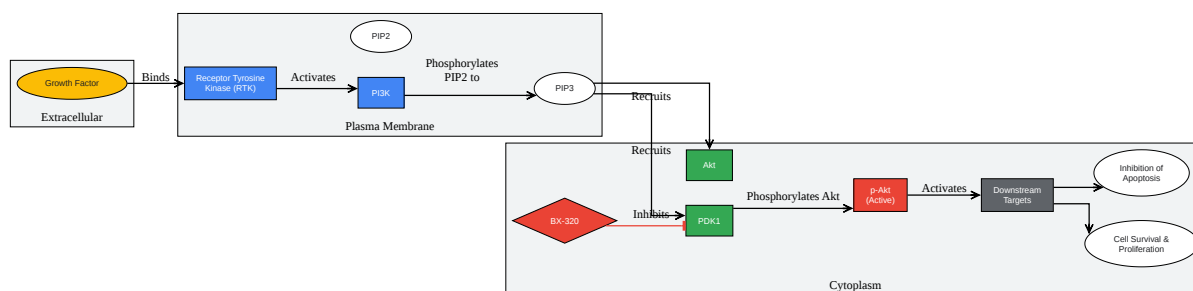 PIP2
Growth Factor
Extracellular
Binds
Receptor Tyrosine
Kinase (RTK)
Activates
PI3K
Phosphorylates
PIP2 to
PIP3
Plasma Membrane
Recruits
Recruits
Akt
BX-320
Inhibits
PDK1
Phosphorylates Akt
p-Akt
(Active)
Activates
Downstream
Targets
Inhibition of
Apoptosis
Cell Survival &
Proliferation
Cytoplasm